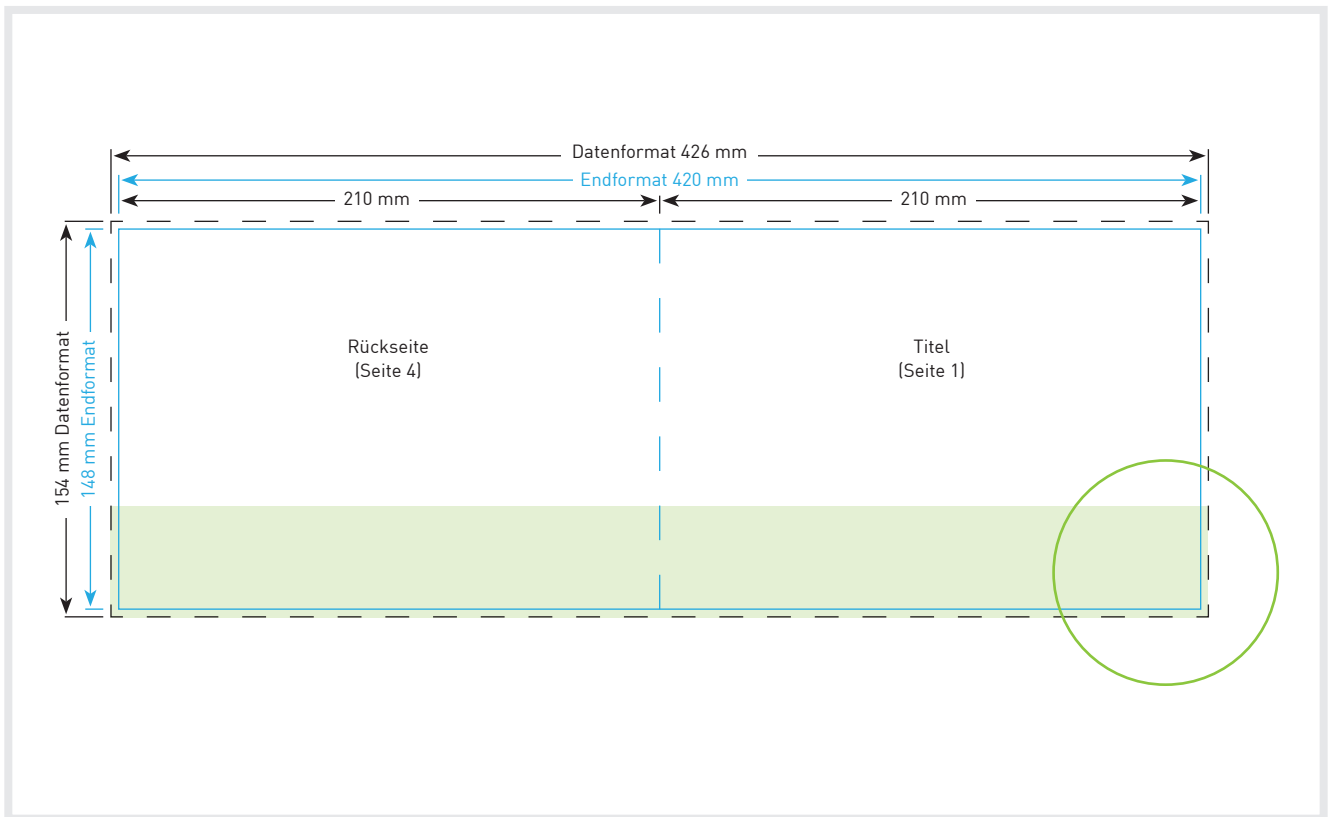 Datenformat 426 mm
Endformat 420 mm
210 mm
210 mm
154 mm Datenformat
148 mm Endformat
Rückseite
(Seite 4)
Titel
(Seite 1)